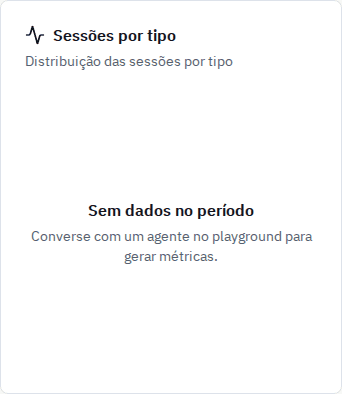 Sessões por tipo
Distribuição das sessões por tipo
Sem dados no período
Converse com um agente no playground para
gerar métricas.